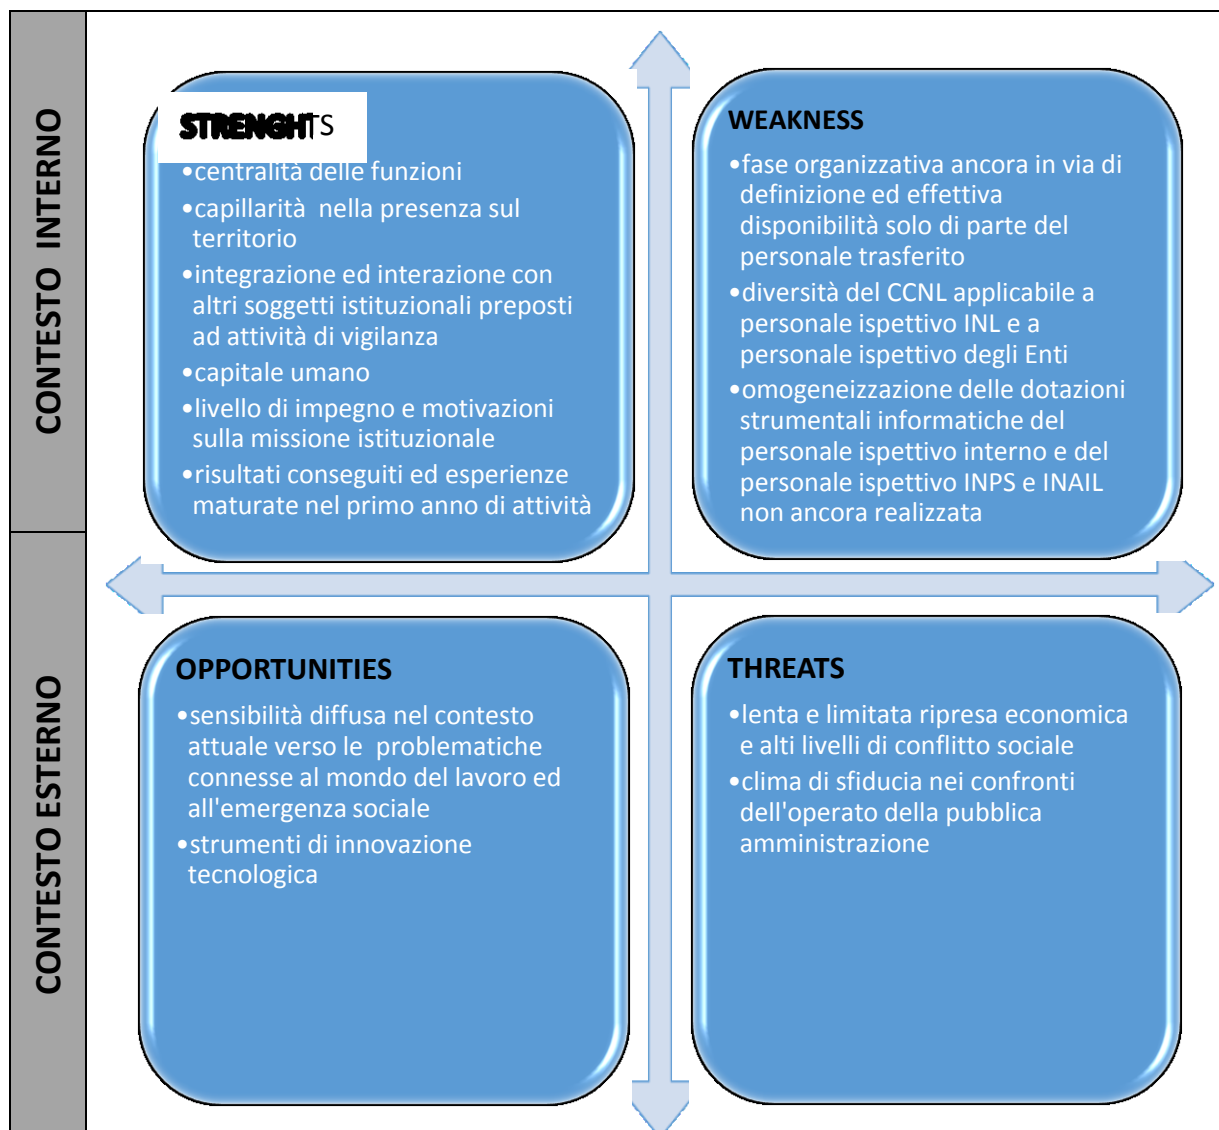 CONTESTO INTERNO
STRENGHTS
•centralità delle funzioni
•capillarità nella presenza sul
territorio
•integrazione ed interazione con
altri soggetti istituzionali preposti
ad attività di vigilanza
•capitale umano
•livello di impegno e motivazioni
sulla missione istituzionale
•risultati conseguiti ed esperienze
maturate nel primo anno di attività
WEAKNESS
•fase organizzativa ancora in via di
definizione ed effettiva
disponibilità solo di parte del
personale trasferito
•diversità del CCNL applicabile a
personale ispettivo INL e a
personale ispettivo degli Enti
•omogeneizzazione delle dotazioni
strumentali informatiche del
personale ispettivo interno e del
personale ispettivo INPS e INAIL
non ancora realizzata
CONTESTO ESTERNO
OPPORTUNITIES
•sensibilità diffusa nel contesto
attuale verso le problematiche
connesse al mondo del lavoro ed
all'emergenza sociale
•strumenti di innovazione
tecnologica
THREATS
•lenta e limitata ripresa economica
e alti livelli di conflitto sociale
•clima di sfiducia nei confronti
dell'operato della pubblica
amministrazione